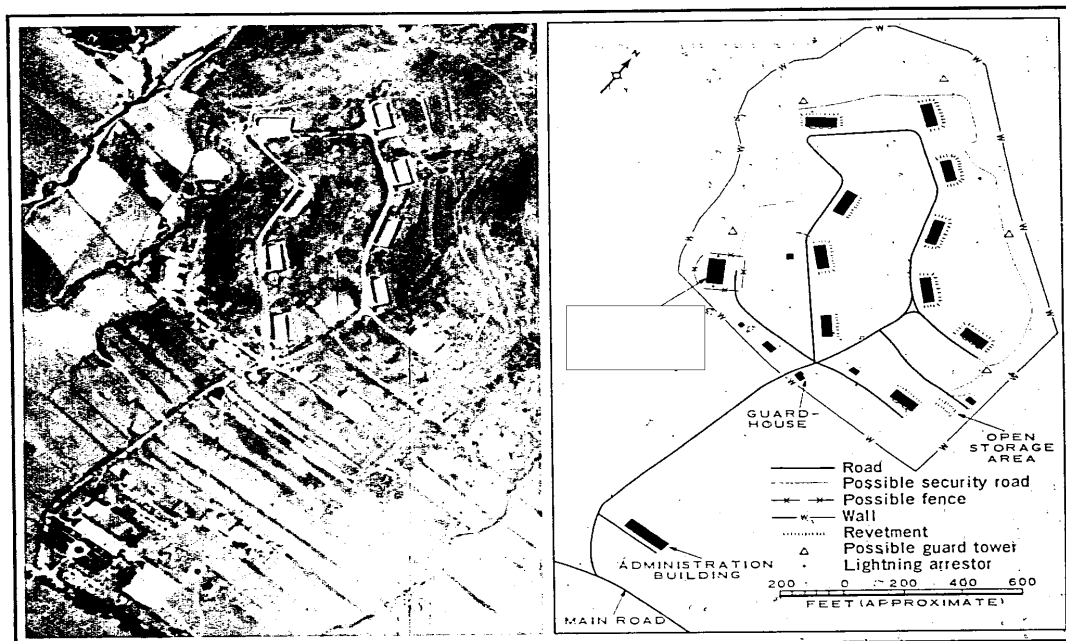 N
W
W
W
W
W
W
W
W
W
GUARD-
HOUSE
OPEN
STORAGE
AREA
Road
Possible security road
Possible fence
W Wall
Revetment
Possible guard tower
Lightning arrestor
ADMINISTRATION
BUILDING
200 0 200 400 600
FEET (APPROXIMATE)
MAIN ROAD